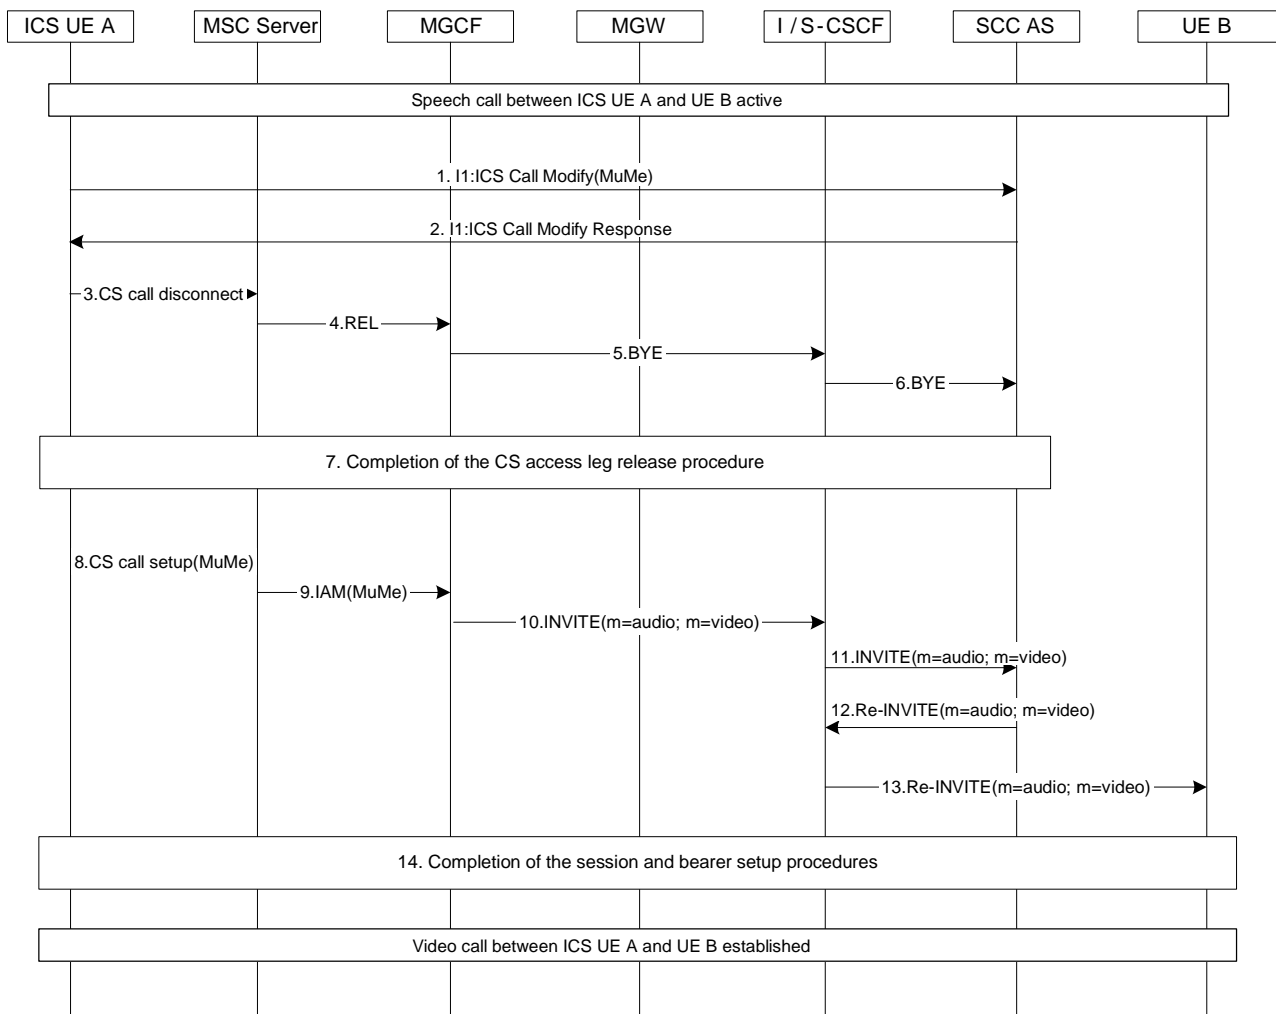 ICS UE A
MSC Server
MGCF
MGW
I / S-CSCF
SCC AS
UE B
Speech call between ICS UE A and UE B active
1. I1:ICS Call Modify(MuMe)
2. I1:ICS Call Modify Response
3.CS call disconnect
4.REL
5.BYE
6.BYE
7. Completion of the CS access leg release procedure
8.CS call setup(MuMe)
9.IAM(MuMe)
10.INVITE(m=audio; m=video)
11.INVITE(m=audio; m=video)
12.Re-INVITE(m=audio; m=video)
13.Re-INVITE(m=audio; m=video)
14. Completion of the session and bearer setup procedures
Video call between ICS UE A and UE B established